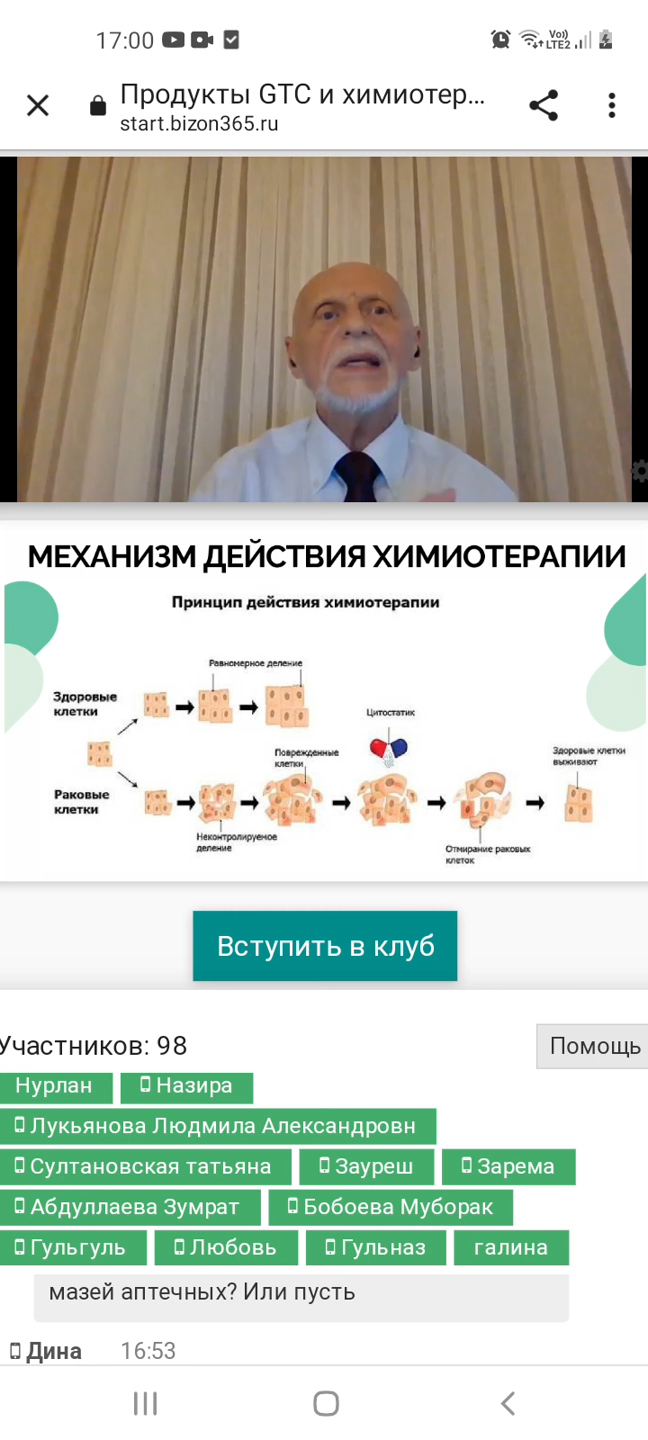 17:00
Vo))
LTE2
Продукты GTC и химиотер...
start.bizon365.ru
МЕХАНИЗМ ДЕЙСТВИЯ ХИМИОТЕРАПИИ
Принцип действия химиотерапии
Равномерное деление
Здоровые
клетки
Цитостатик
Поврежденные
клетки
Здоровые клетки
выживают
Раковые
клетки
Неконтролируемое
деление
Отмирание раковых
клеток
Вступить в клуб
Участников: 98
Помощь
Нурлан Назира
Лукьянова Людмила Александровн
Султановская татьяна Зауреш Зарема
Абдуллаева Зумрат Бобоева Муборак
Гульгуль Любовь Гульназ галина
мазей аптечных? Или пусть
Дина 16:53